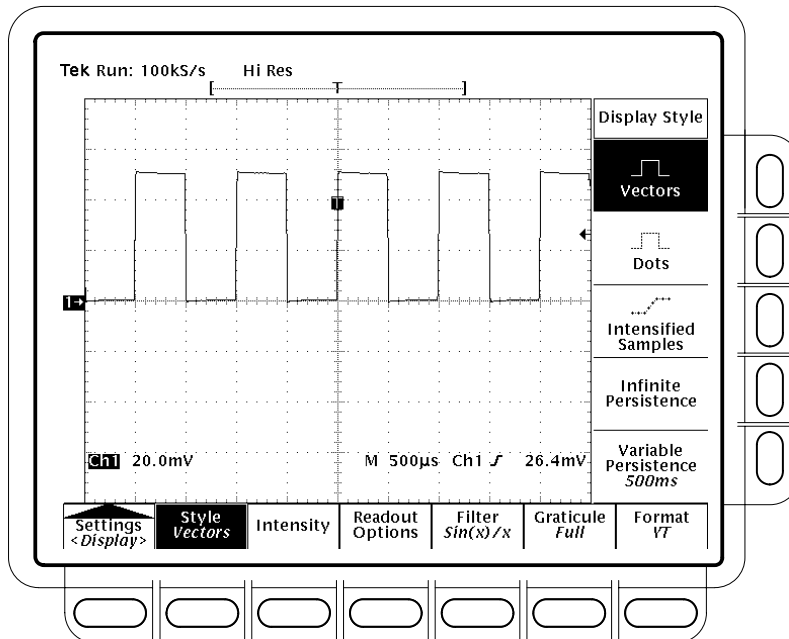 Tek Run: 100kS/s Hi Res
[ T ]
Display Style
Vectors
Dots
Intensified
Samples
Infinite
Persistence
Variable
Persistence
500ms
T
1→
Ch1 20.0mV M 500µs Ch1 26.4mV
Settings
<Display>
Style
Vectors
Intensity
Readout
Options
Filter
Sin(x)/x
Graticule
Full
Format
YT